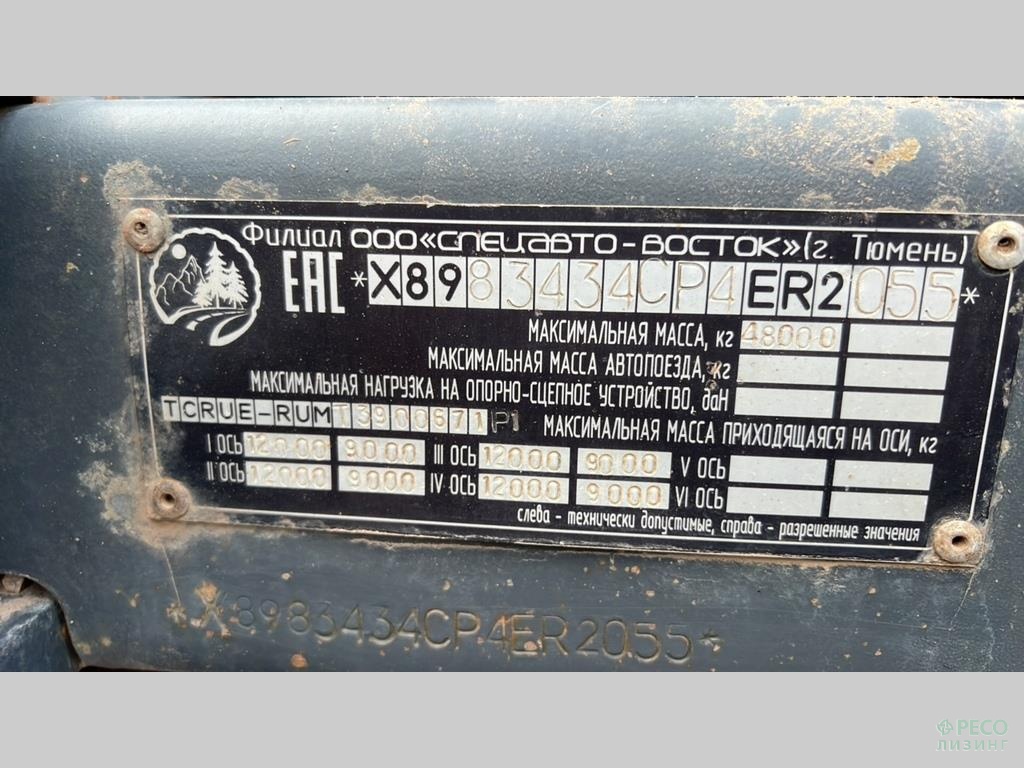 Филиал ООО «СПЕЦАВТО-ВОСТОК» (г. Тюмень)
EAC *X8983434CP4ER2055*
МАКСИМАЛЬНАЯ МАССА, кг 48000
МАКСИМАЛЬНАЯ МАССА АВТОПОЕЗДА, кг
МАКСИМАЛЬНАЯ НАГРУЗКА НА ОПОРНО-СЦЕПНОЕ УСТРОЙСТВО, даН
TCRUE-RUMT3900671P1 МАКСИМАЛЬНАЯ МАССА ПРИХОДЯЩАЯСЯ НА ОСИ, кг
I ОСЬ 12000 9000 III ОСЬ 12000 9000 V ОСЬ
II ОСЬ 12000 9000 IV ОСЬ 12000 9000 VI ОСЬ
слева - технически допустимые, справа - разрешенные значения
*X8983434CP4ER2055*
РЕСО
ЛИЗИНГ